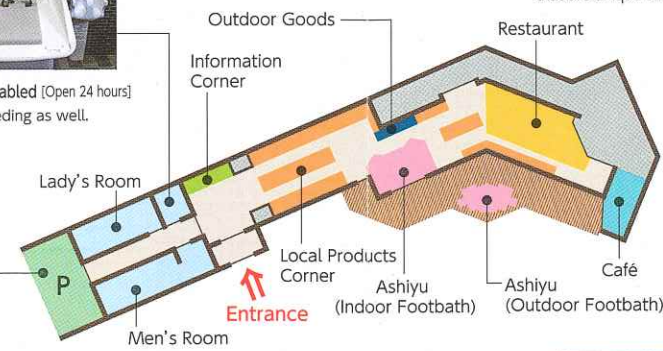 Outdoor Goods
Restaurant
Information
Corner
abled [Open 24 hours]
ding as well.
Lady's Room
P
Local Products
Corner
Ashiyu
(Indoor Footbath)
Ashiyu
(Outdoor Footbath)
Café
Entrance
Men's Room